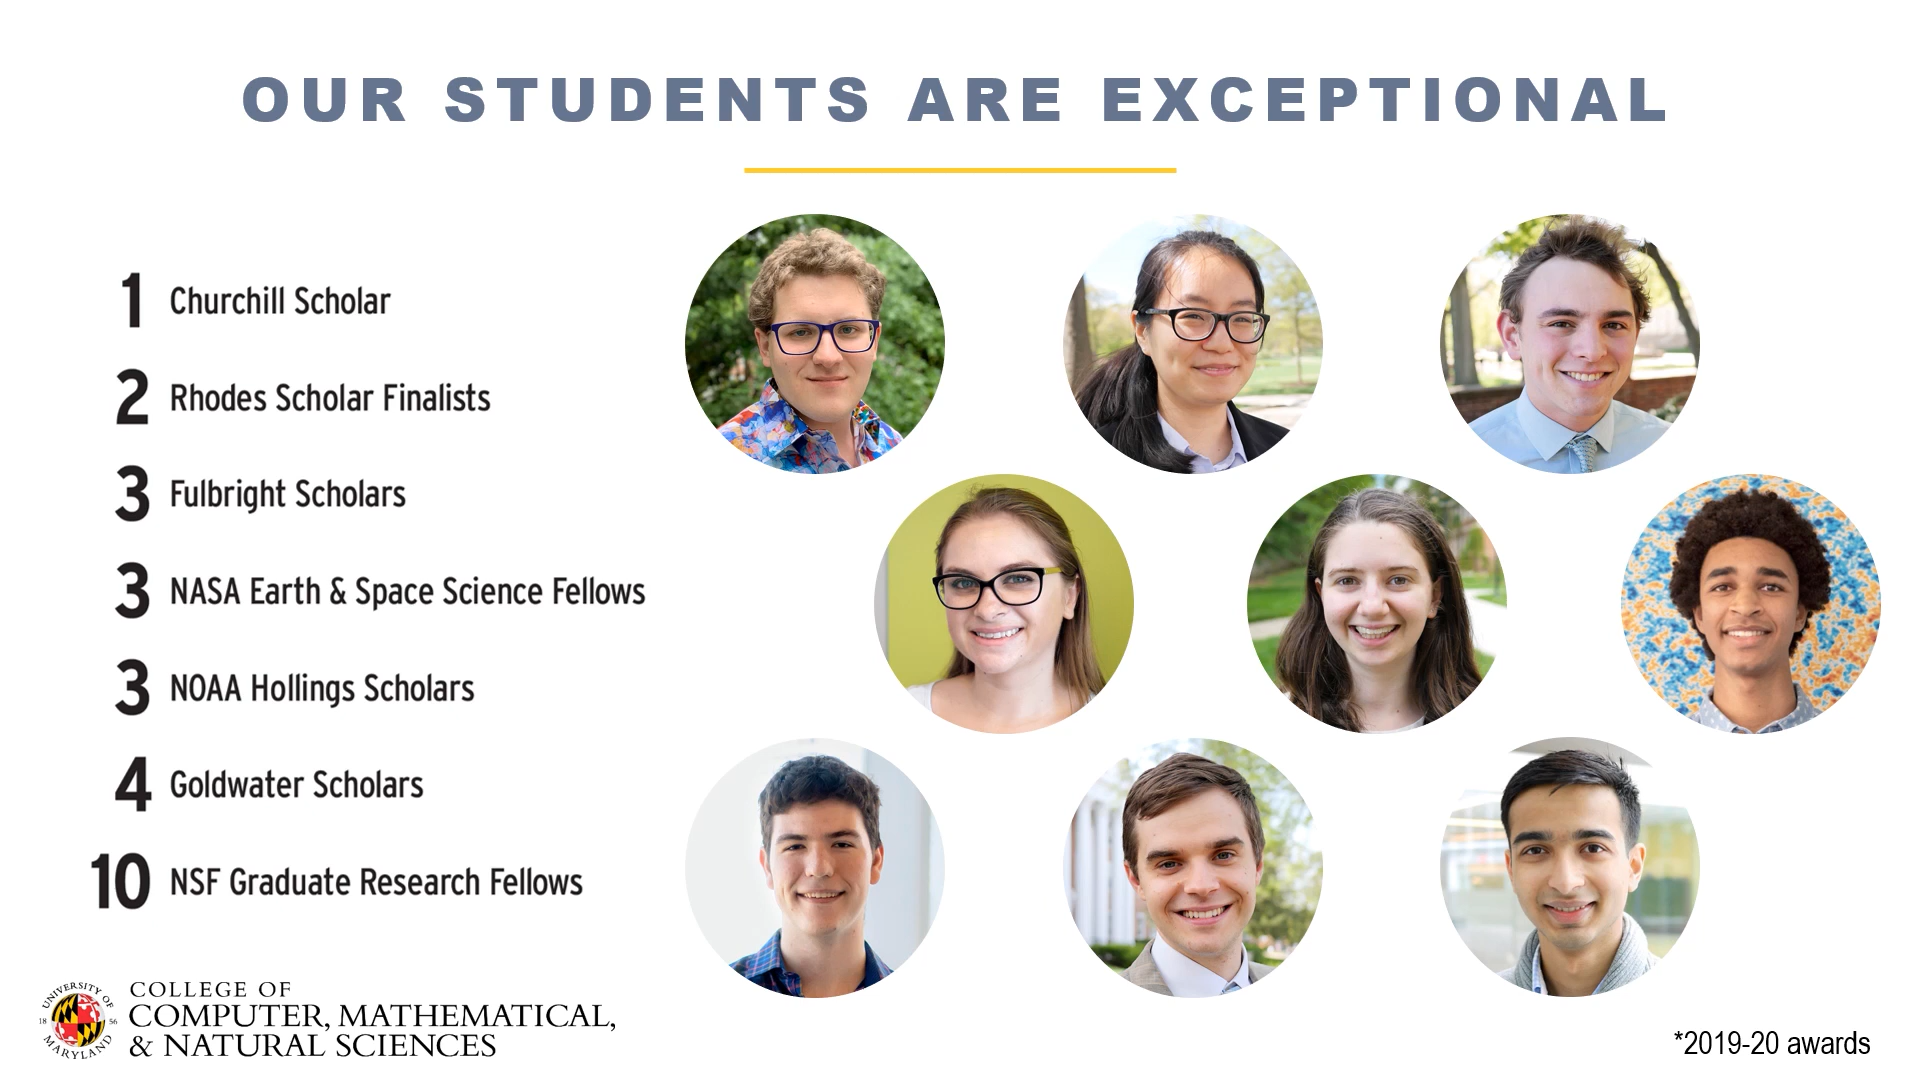 OUR STUDENTS ARE EXCEPTIONAL
1 Churchill Scholar
2 Rhodes Scholar Finalists
3 Fulbright Scholars
3 NASA Earth & Space Science Fellows
3 NOAA Hollings Scholars
4 Goldwater Scholars
10 NSF Graduate Research Fellows
UNIVERSITY OF
18 56
MARYLAND
COLLEGE OF
COMPUTER, MATHEMATICAL,
& NATURAL SCIENCES
*2019-20 awards